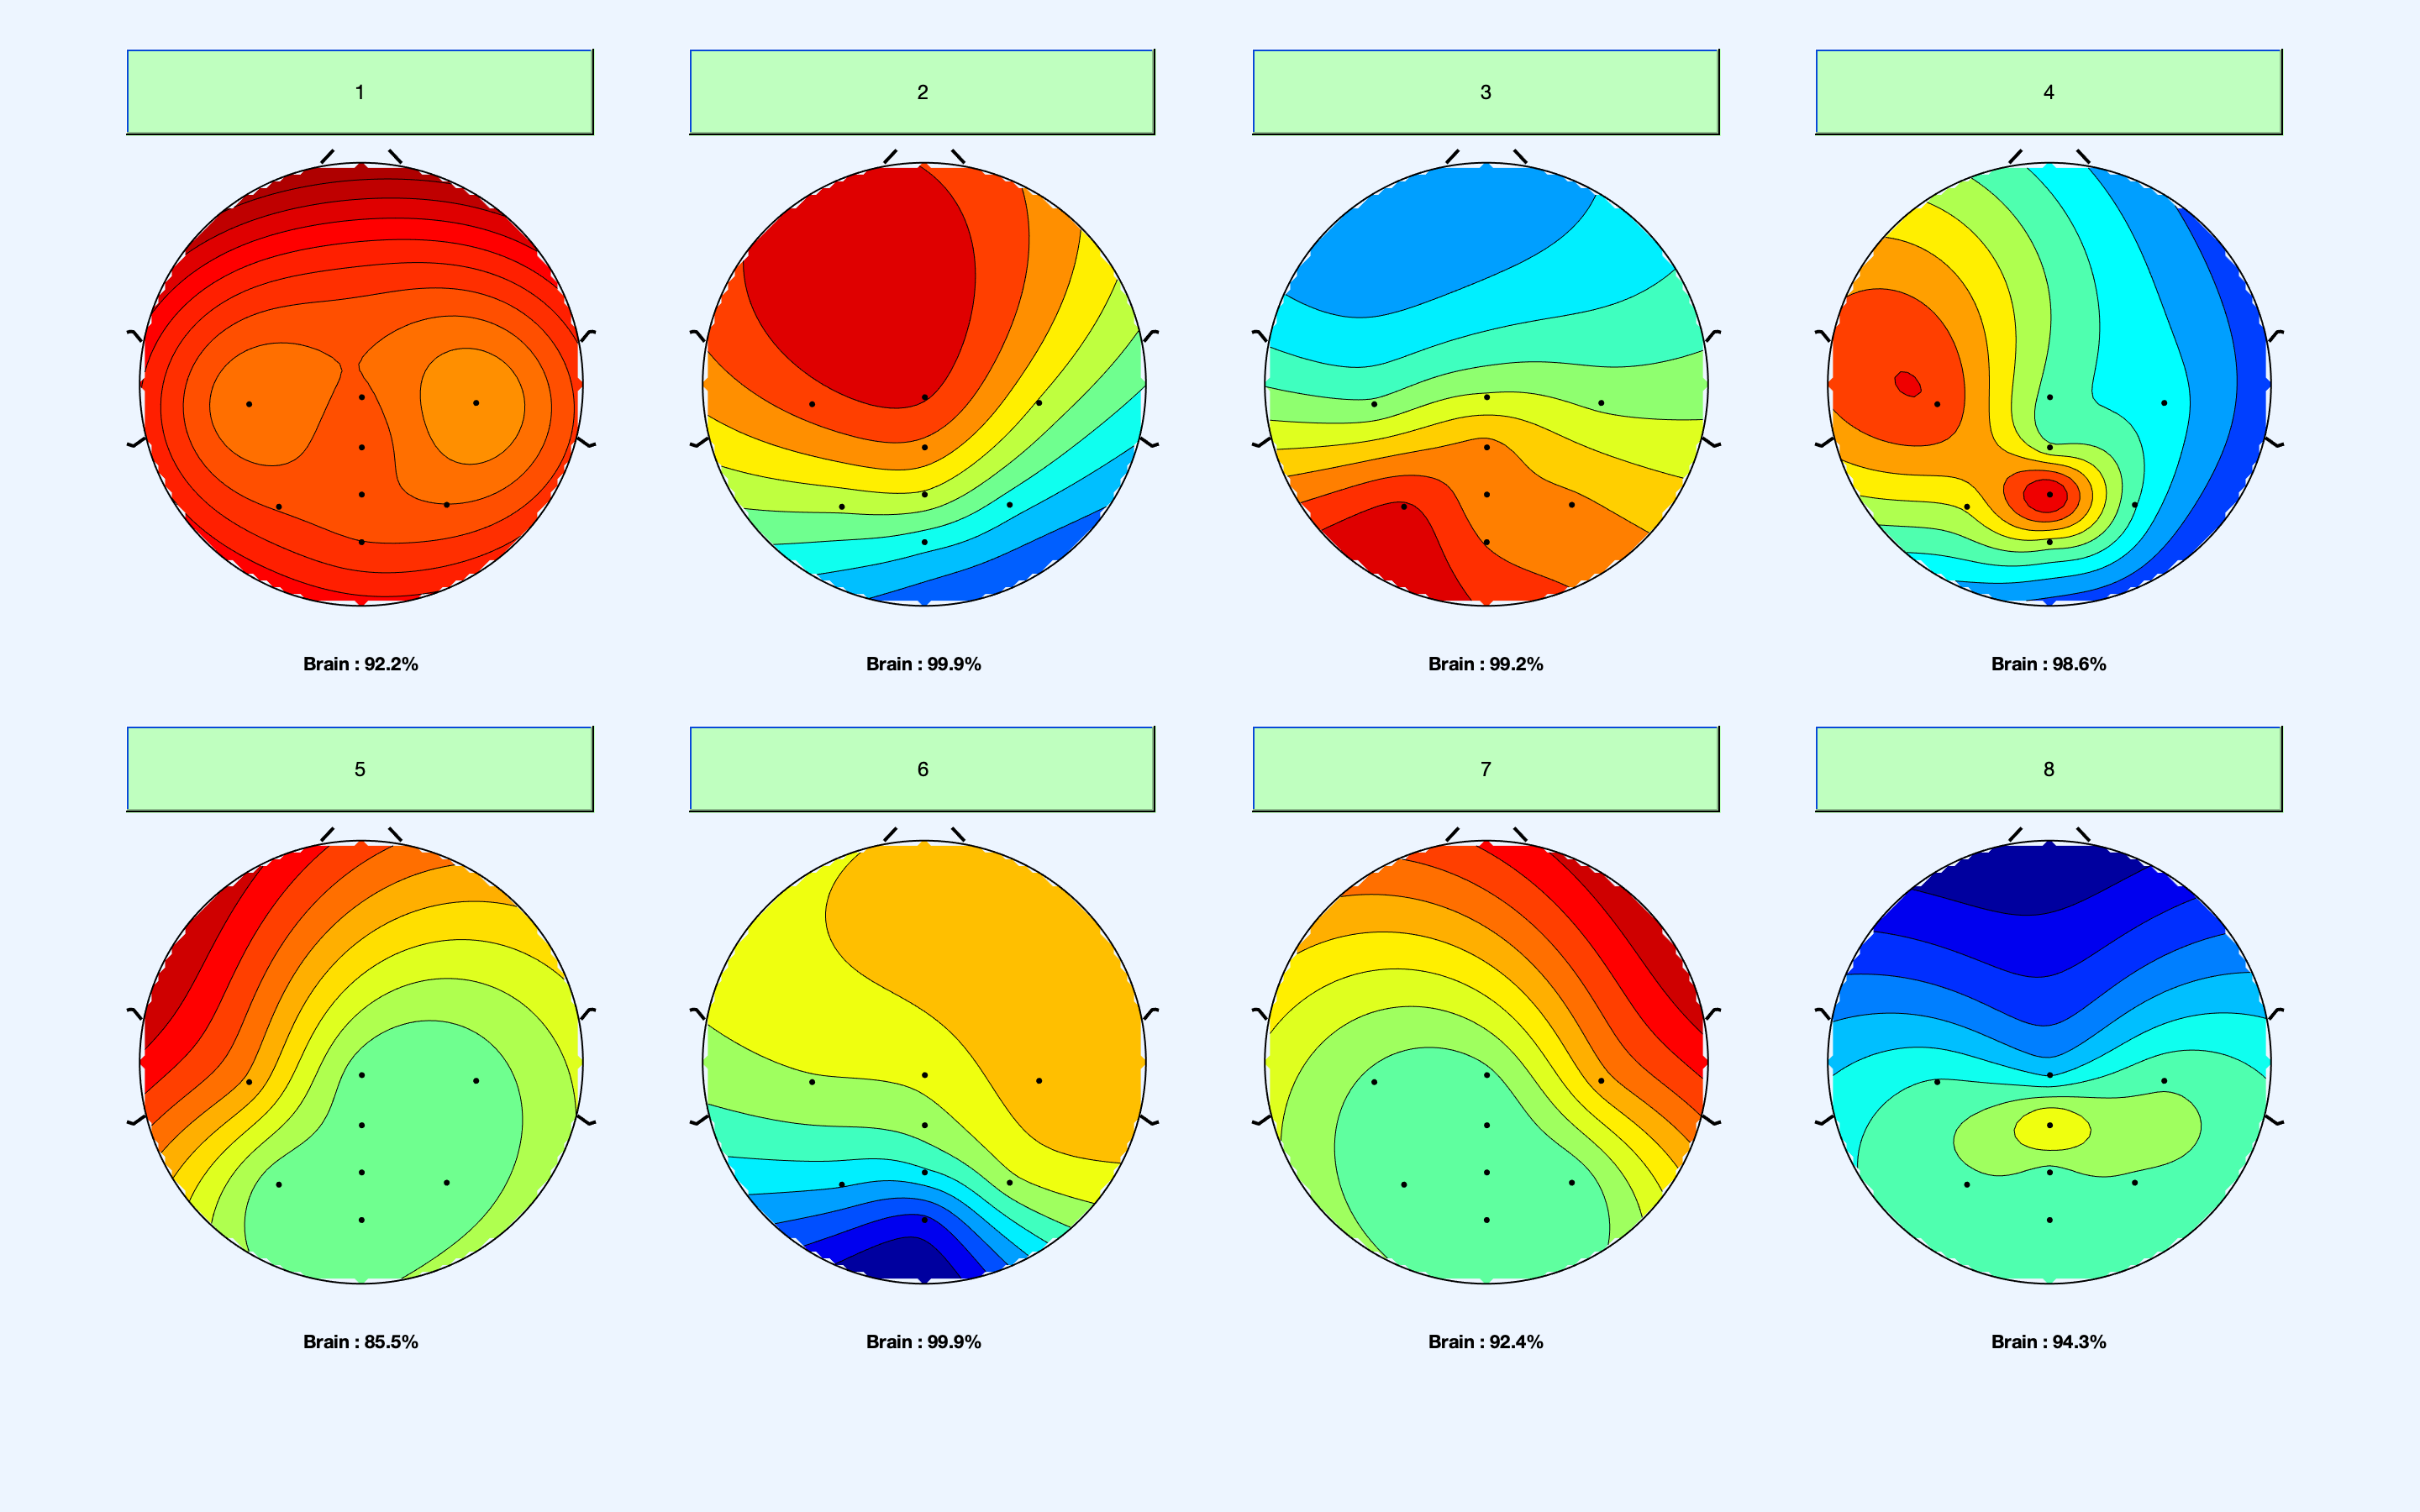 1
2
3
4
Brain : 92.2%
Brain : 99.9%
Brain : 99.2%
Brain : 98.6%
5
6
7
8
Brain : 85.5%
Brain : 99.9%
Brain : 92.4%
Brain : 94.3%